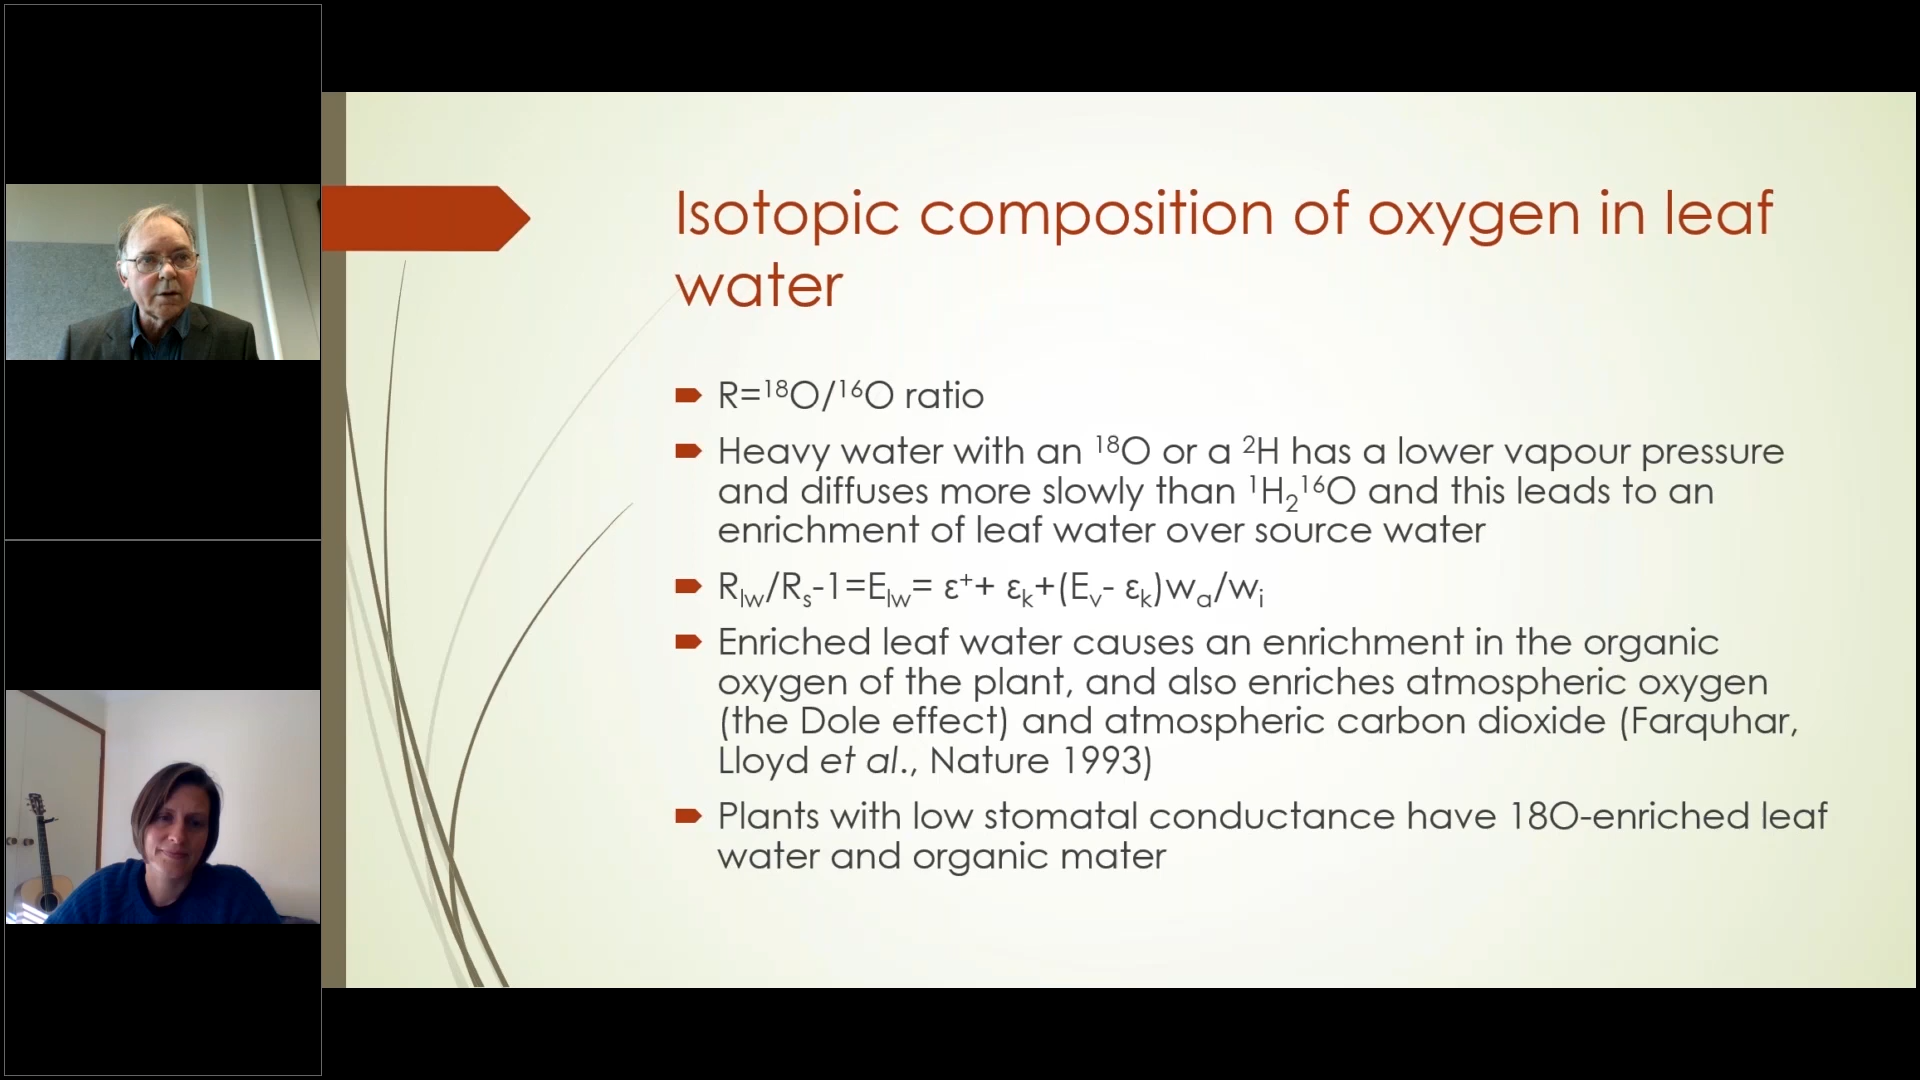 Isotopic composition of oxygen in leaf
water
R=¹⁸O/¹⁶O ratio
Heavy water with an ¹⁸O or a ²H has a lower vapour pressure
and diffuses more slowly than ¹H₂¹⁶O and this leads to an
enrichment of leaf water over source water
R_lw/R_s-1=E_lw= ε⁺+ ε_k+(E_v- ε_k)w_a/w_i
Enriched leaf water causes an enrichment in the organic
oxygen of the plant, and also enriches atmospheric oxygen
(the Dole effect) and atmospheric carbon dioxide (Farquhar,
Lloyd et al., Nature 1993)
Plants with low stomatal conductance have 18O-enriched leaf
water and organic mater